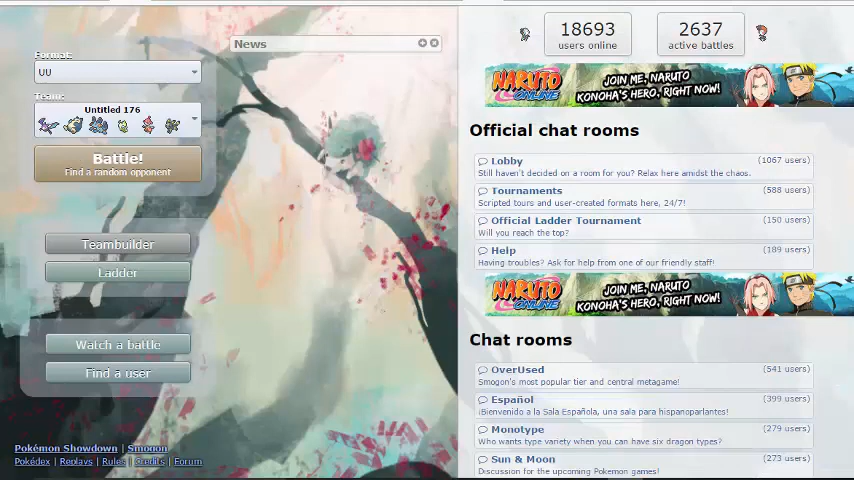 Format:
UU
Team:
Untitled 176
Battle!
Find a random opponent
Teambuilder
Ladder
Watch a battle
Find a user
Pokémon Showdown | Smogon
Pokédex | Replays | Rules | Credits | Forum
News
18693
users online
2637
active battles
NARUTO
ONLINE
JOIN ME, NARUTO
KONOHA'S HERO, RIGHT NOW!
Official chat rooms
Lobby (1067 users)
Still haven't decided on a room for you? Relax here amidst the chaos.
Tournaments (588 users)
Scripted tours and user-created formats here, 24/7!
Official Ladder Tournament (150 users)
Will you reach the top?
Help (189 users)
Having troubles? Ask for help from one of our friendly staff!
NARUTO
ONLINE
JOIN ME, NARUTO
KONOHA'S HERO, RIGHT NOW!
Chat rooms
OverUsed (541 users)
Smogon's most popular tier and central metagame!
Español (399 users)
¡Bienvenido a la Sala Española, una sala para hispanoparlantes!
Monotype (279 users)
Who wants type variety when you can have six dragon types?
Sun & Moon (273 users)
Discussion for the upcoming Pokemon games!